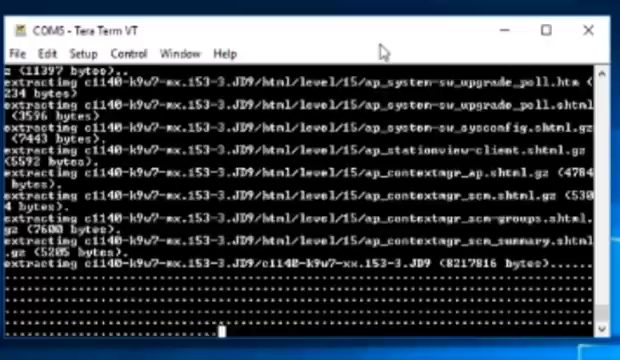 COM5 - Tera Term VT
File Edit Setup Control Window Help
z (11397 bytes)..
extracting c1140-k9w7-mx.153-3.JD9/html/level/15/ap_system-sw_upgrade_poll.htm (
234 bytes)
extracting c1140-k9w7-mx.153-3.JD9/html/level/15/ap_system-sw_upgrade_poll.shtml
(3596 bytes)
extracting c1140-k9w7-mx.153-3.JD9/html/level/15/ap_system-sw_sysconfig.shtml.gz
(7443 bytes).
extracting c1140-k9w7-mx.153-3.JD9/html/level/15/ap_stationview-client.shtml.gz
(5592 bytes).
extracting c1140-k9w7-mx.153-3.JD9/html/level/15/ap_contextmgr_ap.shtml.gz (4784
bytes).
extracting c1140-k9w7-mx.153-3.JD9/html/level/15/ap_contextmgr_scm.shtml.gz (530
4 bytes).
extracting c1140-k9w7-mx.153-3.JD9/html/level/15/ap_contextmgr_scm-groups.shtml.
gz (7600 bytes).
extracting c1140-k9w7-mx.153-3.JD9/html/level/15/ap_contextmgr_scm_summary.shtml
.gz (5205 bytes).
extracting c1140-k9w7-mx.153-3.JD9/c1140-k9w7-xx.153-3.JD9 (8217816 bytes)......